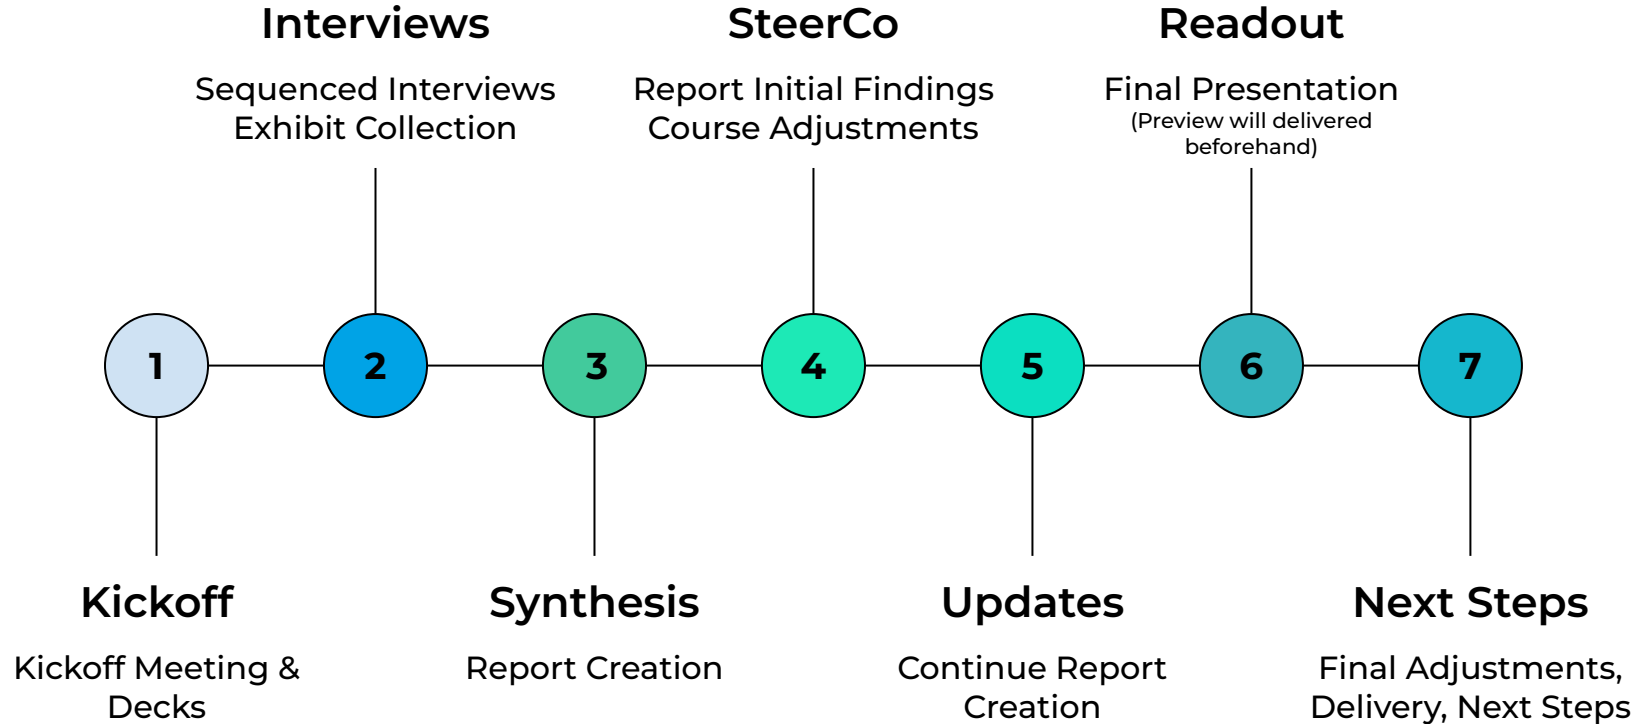 Interviews
Sequenced Interviews
Exhibit Collection
SteerCo
Report Initial Findings
Course Adjustments
Readout
Final Presentation
(Preview will delivered
beforehand)
1
2
3
4
5
6
7
Kickoff
Kickoff Meeting &
Decks
Synthesis
Report Creation
Updates
Continue Report
Creation
Next Steps
Final Adjustments,
Delivery, Next Steps